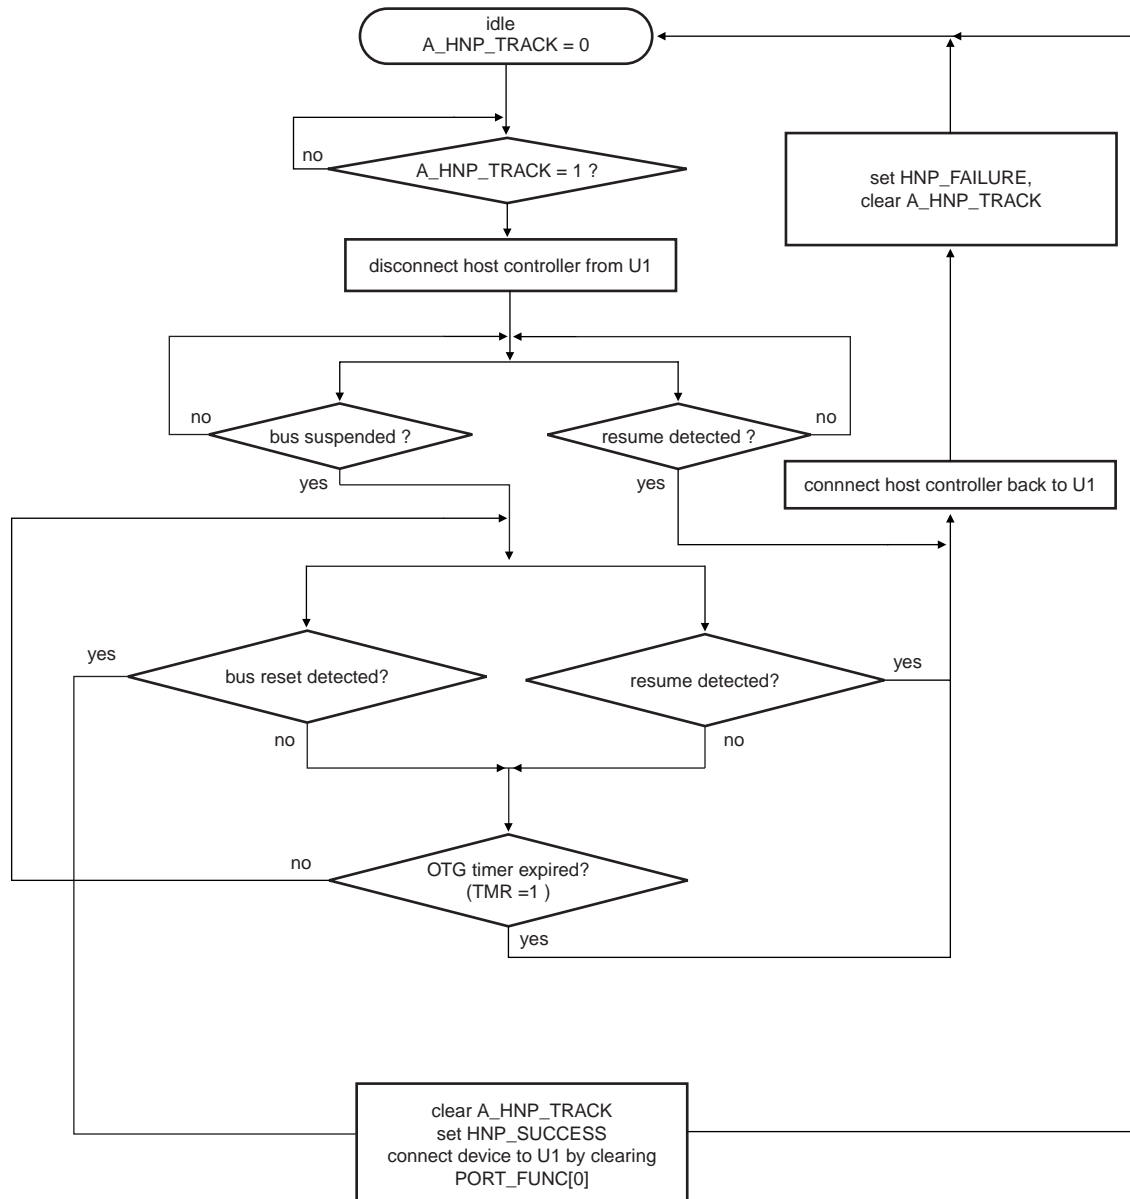 idle
A_HNP_TRACK = 0
no
A_HNP_TRACK = 1 ?
set HNP_FAILURE,
clear A_HNP_TRACK
disconnect host controller from U1
no
bus suspended ?
resume detected ?
no
yes
yes
connnect host controller back to U1
yes
bus reset detected?
resume detected?
yes
no
no
no
OTG timer expired?
(TMR =1 )
yes
clear A_HNP_TRACK
set HNP_SUCCESS
connect device to U1 by clearing
PORT_FUNC[0]